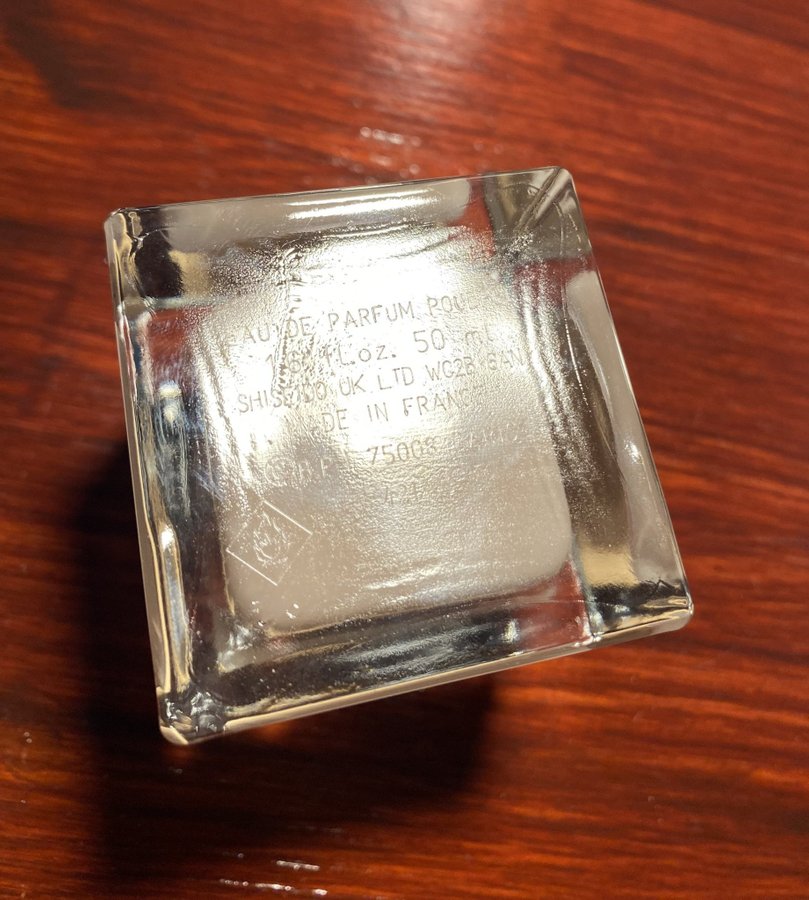 EAU DE PARFUM POUR
1.6 fl.oz. 50 ml
SHISEIDO UK LTD WC2B 6AN
MADE IN FRANCE
75008 PARIS